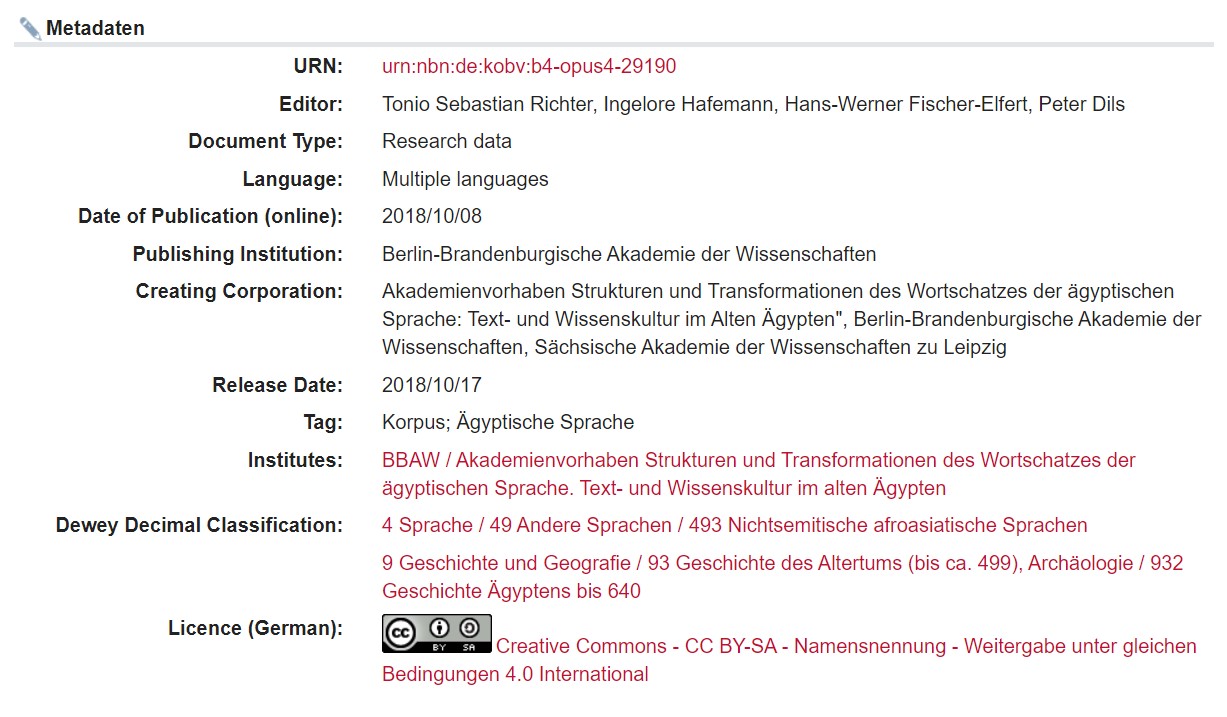 Metadaten
URN: urn:nbn:de:kobv:b4-opus4-29190
Editor: Tonio Sebastian Richter, Ingelore Hafemann, Hans-Werner Fischer-Elfert, Peter Dils
Document Type: Research data
Language: Multiple languages
Date of Publication (online): 2018/10/08
Publishing Institution: Berlin-Brandenburgische Akademie der Wissenschaften
Creating Corporation: Akademienvorhaben Strukturen und Transformationen des Wortschatzes der ägyptischen
Sprache: Text- und Wissenskultur im Alten Ägypten", Berlin-Brandenburgische Akademie der
Wissenschaften, Sächsische Akademie der Wissenschaften zu Leipzig
Release Date: 2018/10/17
Tag: Korpus; Ägyptische Sprache
Institutes: BBAW / Akademienvorhaben Strukturen und Transformationen des Wortschatzes der
ägyptischen Sprache. Text- und Wissenskultur im alten Ägypten
Dewey Decimal Classification: 4 Sprache / 49 Andere Sprachen / 493 Nichtsemitische afroasiatische Sprachen
9 Geschichte und Geografie / 93 Geschichte des Altertums (bis ca. 499), Archäologie / 932
Geschichte Ägyptens bis 640
Licence (German): cc BY SA Creative Commons - CC BY-SA - Namensnennung - Weitergabe unter gleichen
Bedingungen 4.0 International